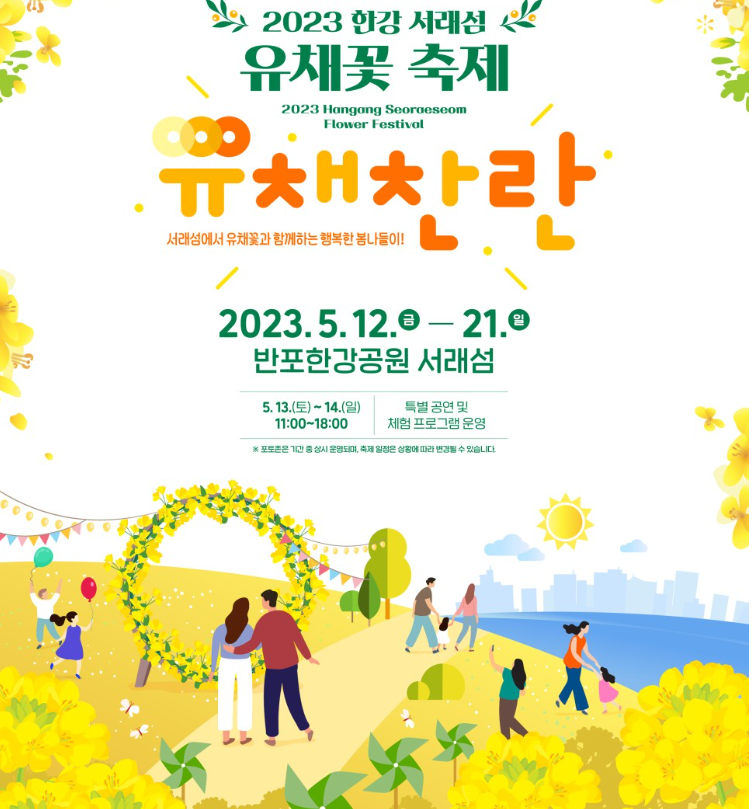 2023 한강 서래섬
유채꽃 축제
2023 Hangang Seoraeseom
Flower Festival
유채찬란
서래섬에서 유채꽃과 함께하는 행복한 봄나들이!
2023. 5. 12.금 — 21.일
반포한강공원 서래섬
5. 13.(토) ~ 14.(일)
11:00~18:00
특별 공연 및
체험 프로그램 운영
※ 포토존은 기간 중 상시 운영되며, 축제 일정은 상황에 따라 변경될 수 있습니다.